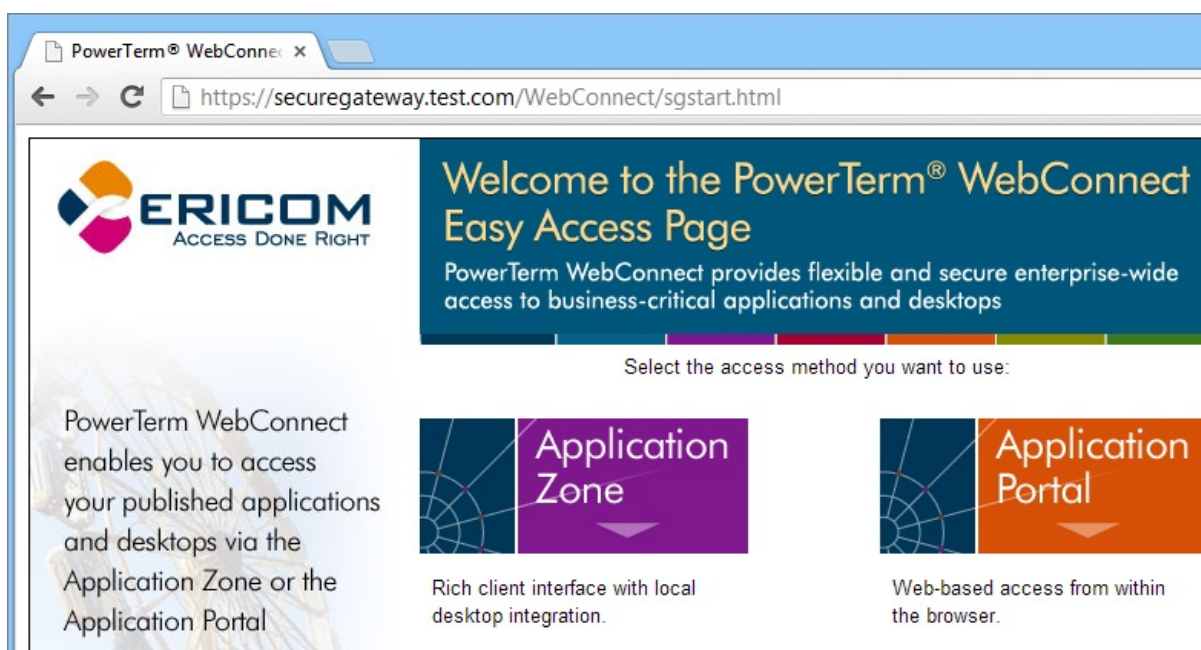 PowerTerm® WebConnec
https://securegateway.test.com/WebConnect/sgstart.html
ERICOM
ACCESS DONE RIGHT
Welcome to the PowerTerm® WebConnect
Easy Access Page
PowerTerm WebConnect provides flexible and secure enterprise-wide
access to business-critical applications and desktops
Select the access method you want to use:
PowerTerm WebConnect
enables you to access
your published applications
and desktops via the
Application Zone or the
Application Portal
Application
Zone
Rich client interface with local
desktop integration.
Application
Portal
Web-based access from within
the browser.